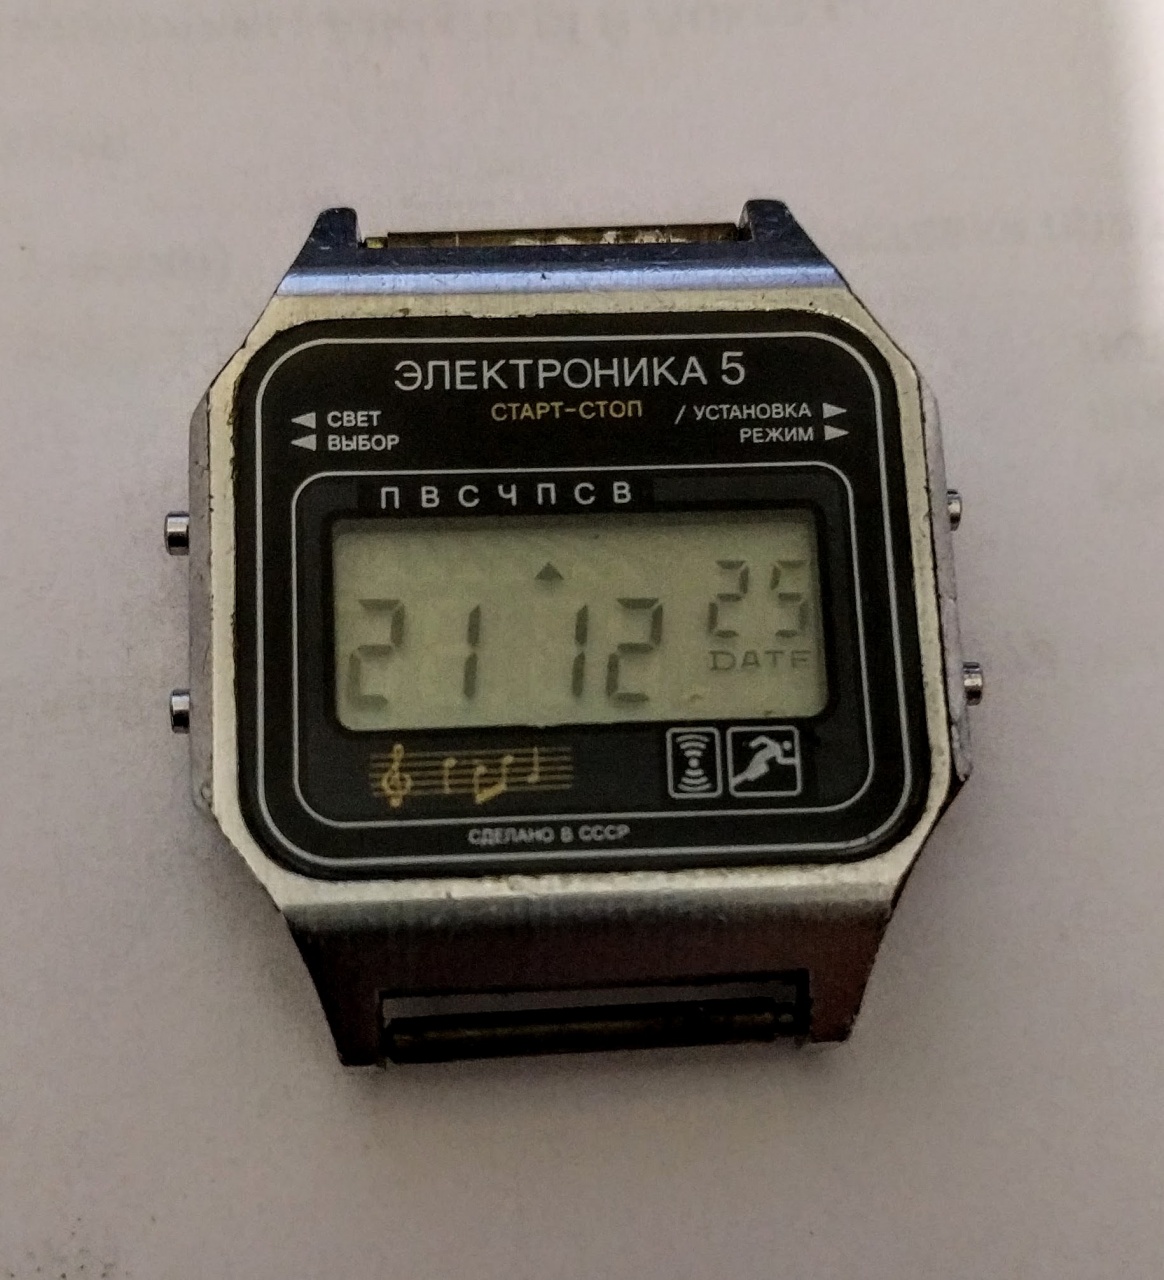 ЭЛЕКТРОНИКА 5
СТАРТ-СТОП / УСТАНОВКА
СВЕТ
РЕЖИМ
ВЫБОР
П В С Ч П С В
21 12 25
DATE
СДЕЛАНО В СССР